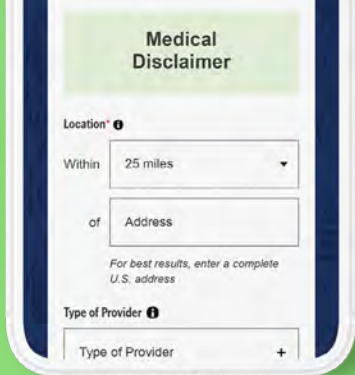 Medical
Disclaimer
Location*
Within 25 miles
of Address
For best results, enter a complete
U.S. address
Type of Provider
Type of Provider +